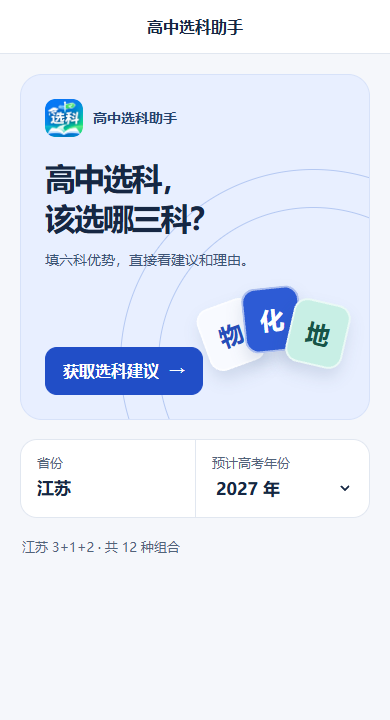 高中选科助手
选科
高中选科助手
高中选科，
该选哪三科？
填六科优势，直接看建议和理由。
物
化
地
获取选科建议 →
省份
预计高考年份
江苏
2027 年
江苏 3+1+2 · 共 12 种组合